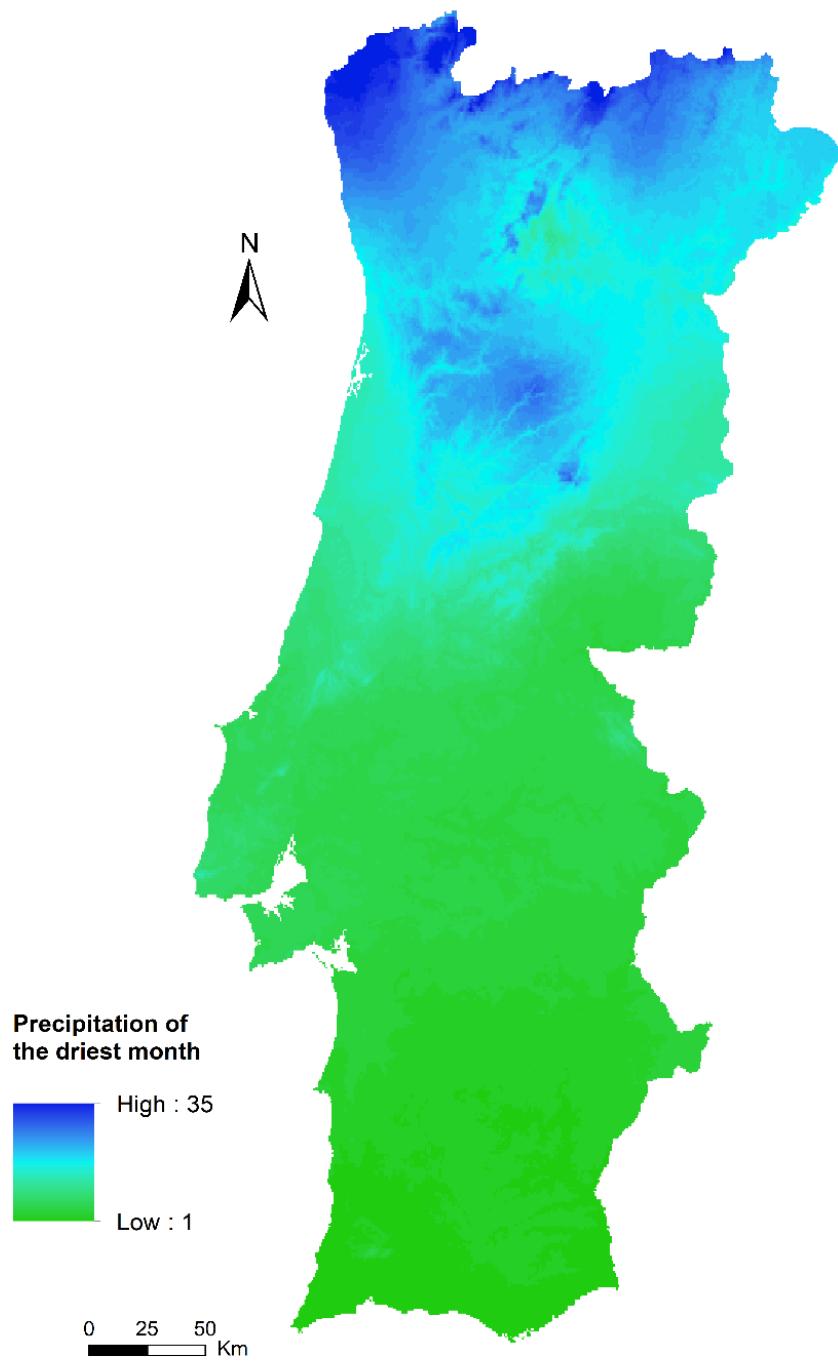 N
Precipitation of
the driest month
High : 35
Low : 1
0 25 50
Km